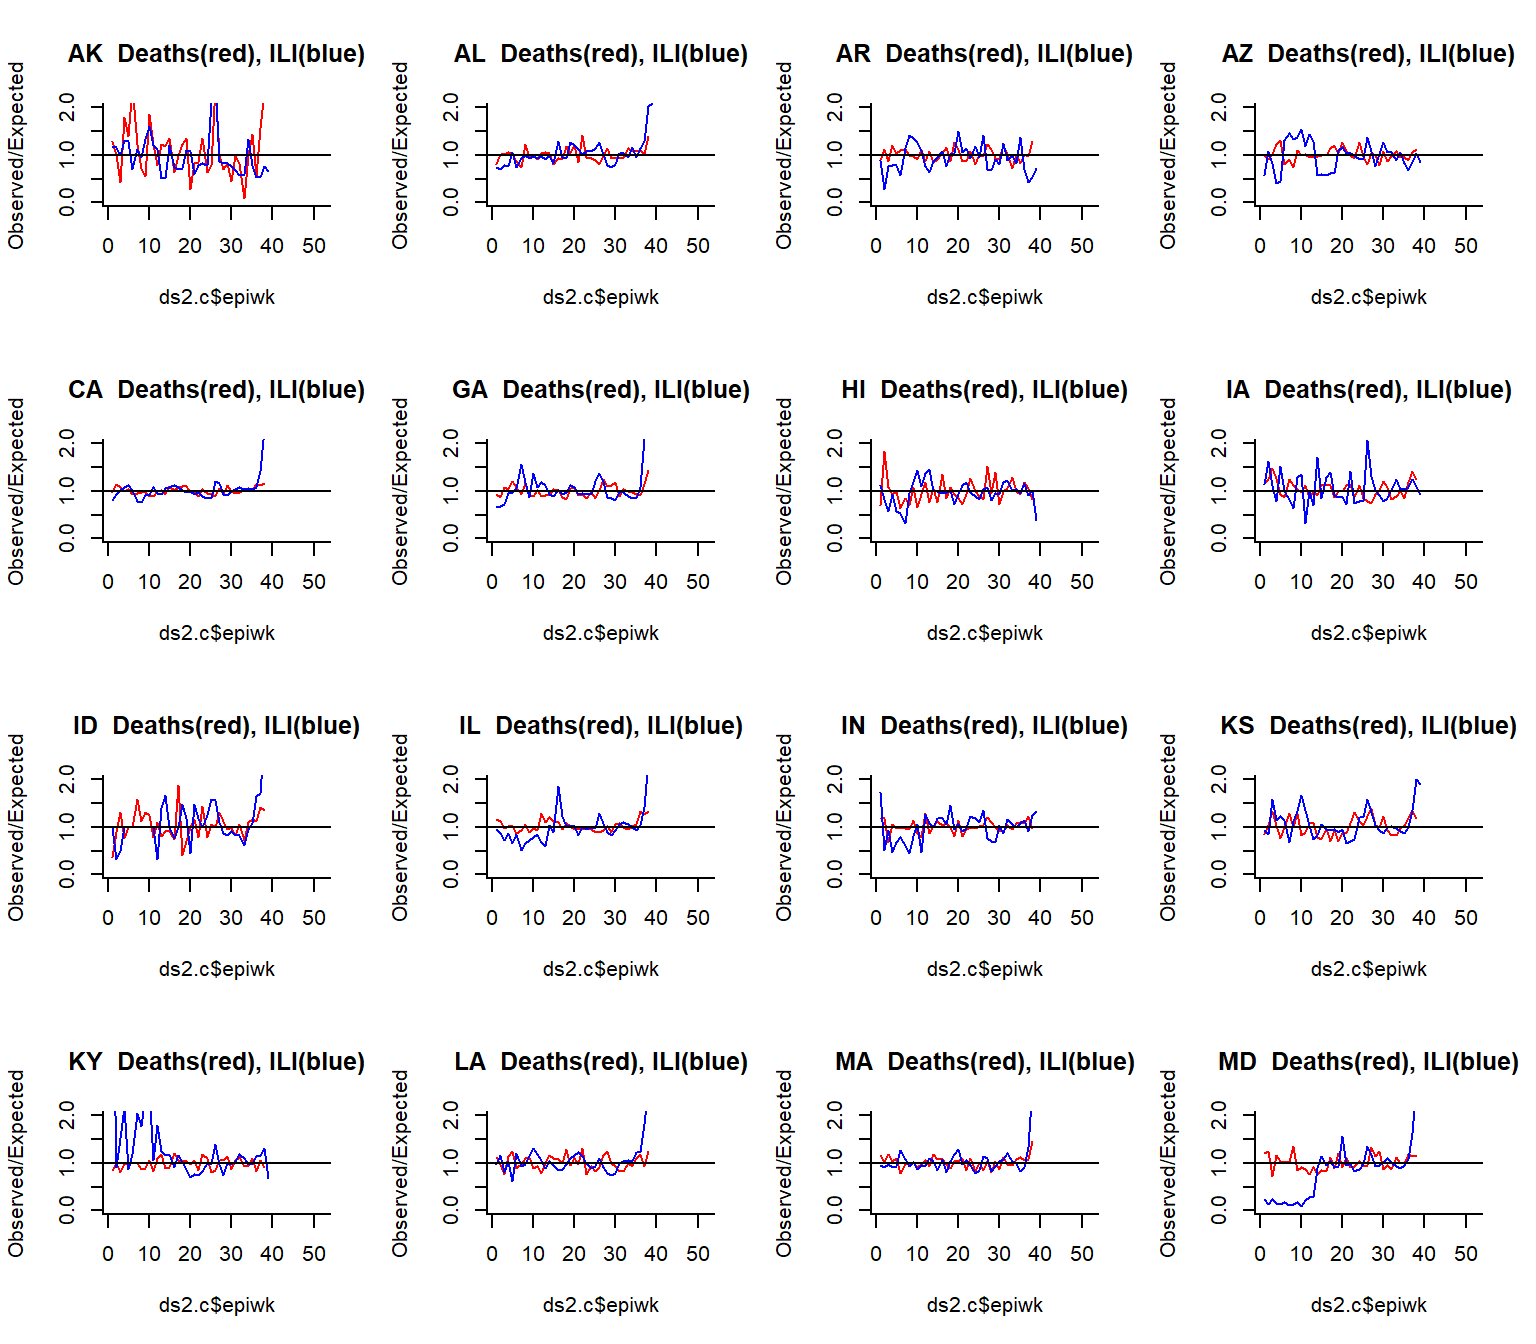 AK  Deaths(red), ILI(blue)
Observed/Expected
0.0 1.0 2.0
0 10 20 30 40 50
ds2.c$epiwk
AL  Deaths(red), ILI(blue)
Observed/Expected
0.0 1.0 2.0
0 10 20 30 40 50
ds2.c$epiwk
AR  Deaths(red), ILI(blue)
Observed/Expected
0.0 1.0 2.0
0 10 20 30 40 50
ds2.c$epiwk
AZ  Deaths(red), ILI(blue)
Observed/Expected
0.0 1.0 2.0
0 10 20 30 40 50
ds2.c$epiwk
CA  Deaths(red), ILI(blue)
Observed/Expected
0.0 1.0 2.0
0 10 20 30 40 50
ds2.c$epiwk
GA  Deaths(red), ILI(blue)
Observed/Expected
0.0 1.0 2.0
0 10 20 30 40 50
ds2.c$epiwk
HI  Deaths(red), ILI(blue)
Observed/Expected
0.0 1.0 2.0
0 10 20 30 40 50
ds2.c$epiwk
IA  Deaths(red), ILI(blue)
Observed/Expected
0.0 1.0 2.0
0 10 20 30 40 50
ds2.c$epiwk
ID  Deaths(red), ILI(blue)
Observed/Expected
0.0 1.0 2.0
0 10 20 30 40 50
ds2.c$epiwk
IL  Deaths(red), ILI(blue)
Observed/Expected
0.0 1.0 2.0
0 10 20 30 40 50
ds2.c$epiwk
IN  Deaths(red), ILI(blue)
Observed/Expected
0.0 1.0 2.0
0 10 20 30 40 50
ds2.c$epiwk
KS  Deaths(red), ILI(blue)
Observed/Expected
0.0 1.0 2.0
0 10 20 30 40 50
ds2.c$epiwk
KY  Deaths(red), ILI(blue)
Observed/Expected
0.0 1.0 2.0
0 10 20 30 40 50
ds2.c$epiwk
LA  Deaths(red), ILI(blue)
Observed/Expected
0.0 1.0 2.0
0 10 20 30 40 50
ds2.c$epiwk
MA  Deaths(red), ILI(blue)
Observed/Expected
0.0 1.0 2.0
0 10 20 30 40 50
ds2.c$epiwk
MD  Deaths(red), ILI(blue)
Observed/Expected
0.0 1.0 2.0
0 10 20 30 40 50
ds2.c$epiwk